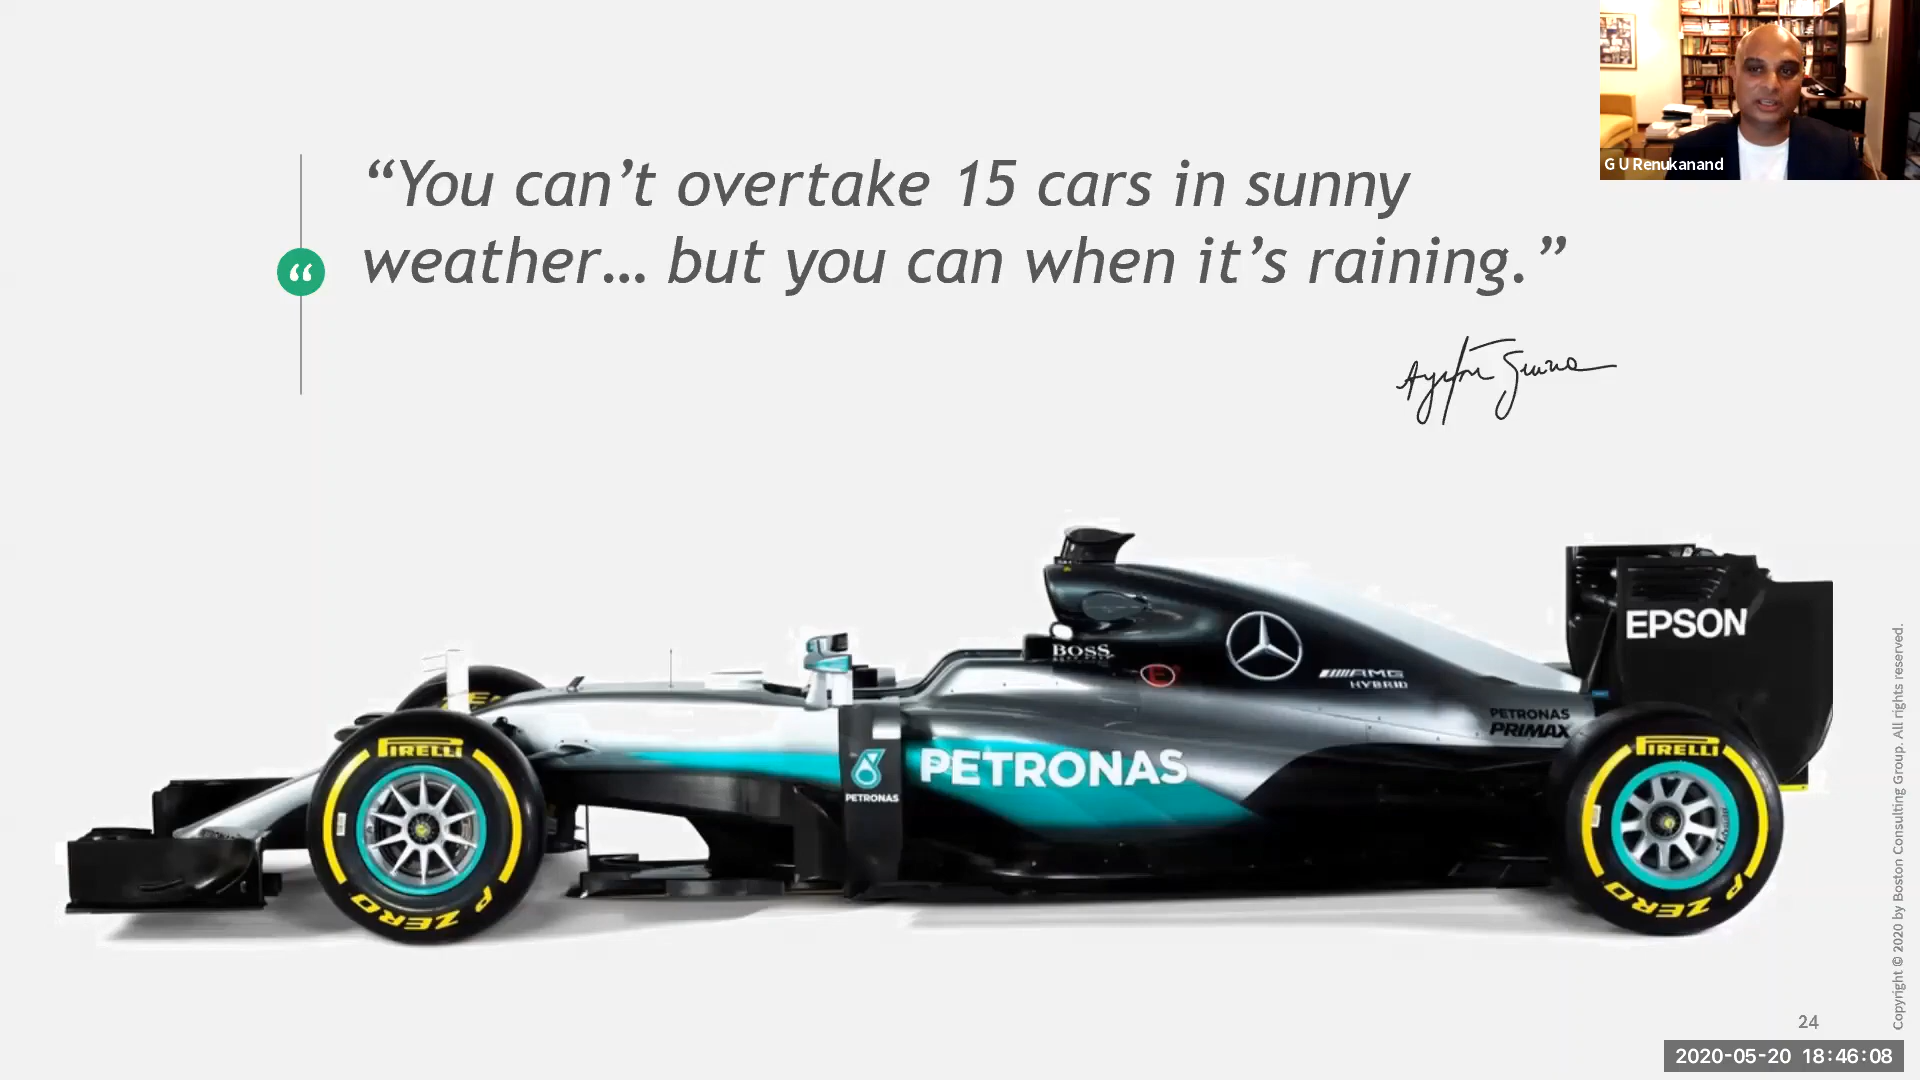 G U Renukanand
“You can’t overtake 15 cars in sunny
weather… but you can when it’s raining.”
Ayrton Senna
EPSON
BOSS
AMG
HYBRID
PETRONAS
PRIMAX
PIRELLI
PETRONAS
PETRONAS
PIRELLI
P ZERO
P ZERO
Copyright © 2020 by Boston Consulting Group. All rights reserved.
24
2020-05-20 18:46:08